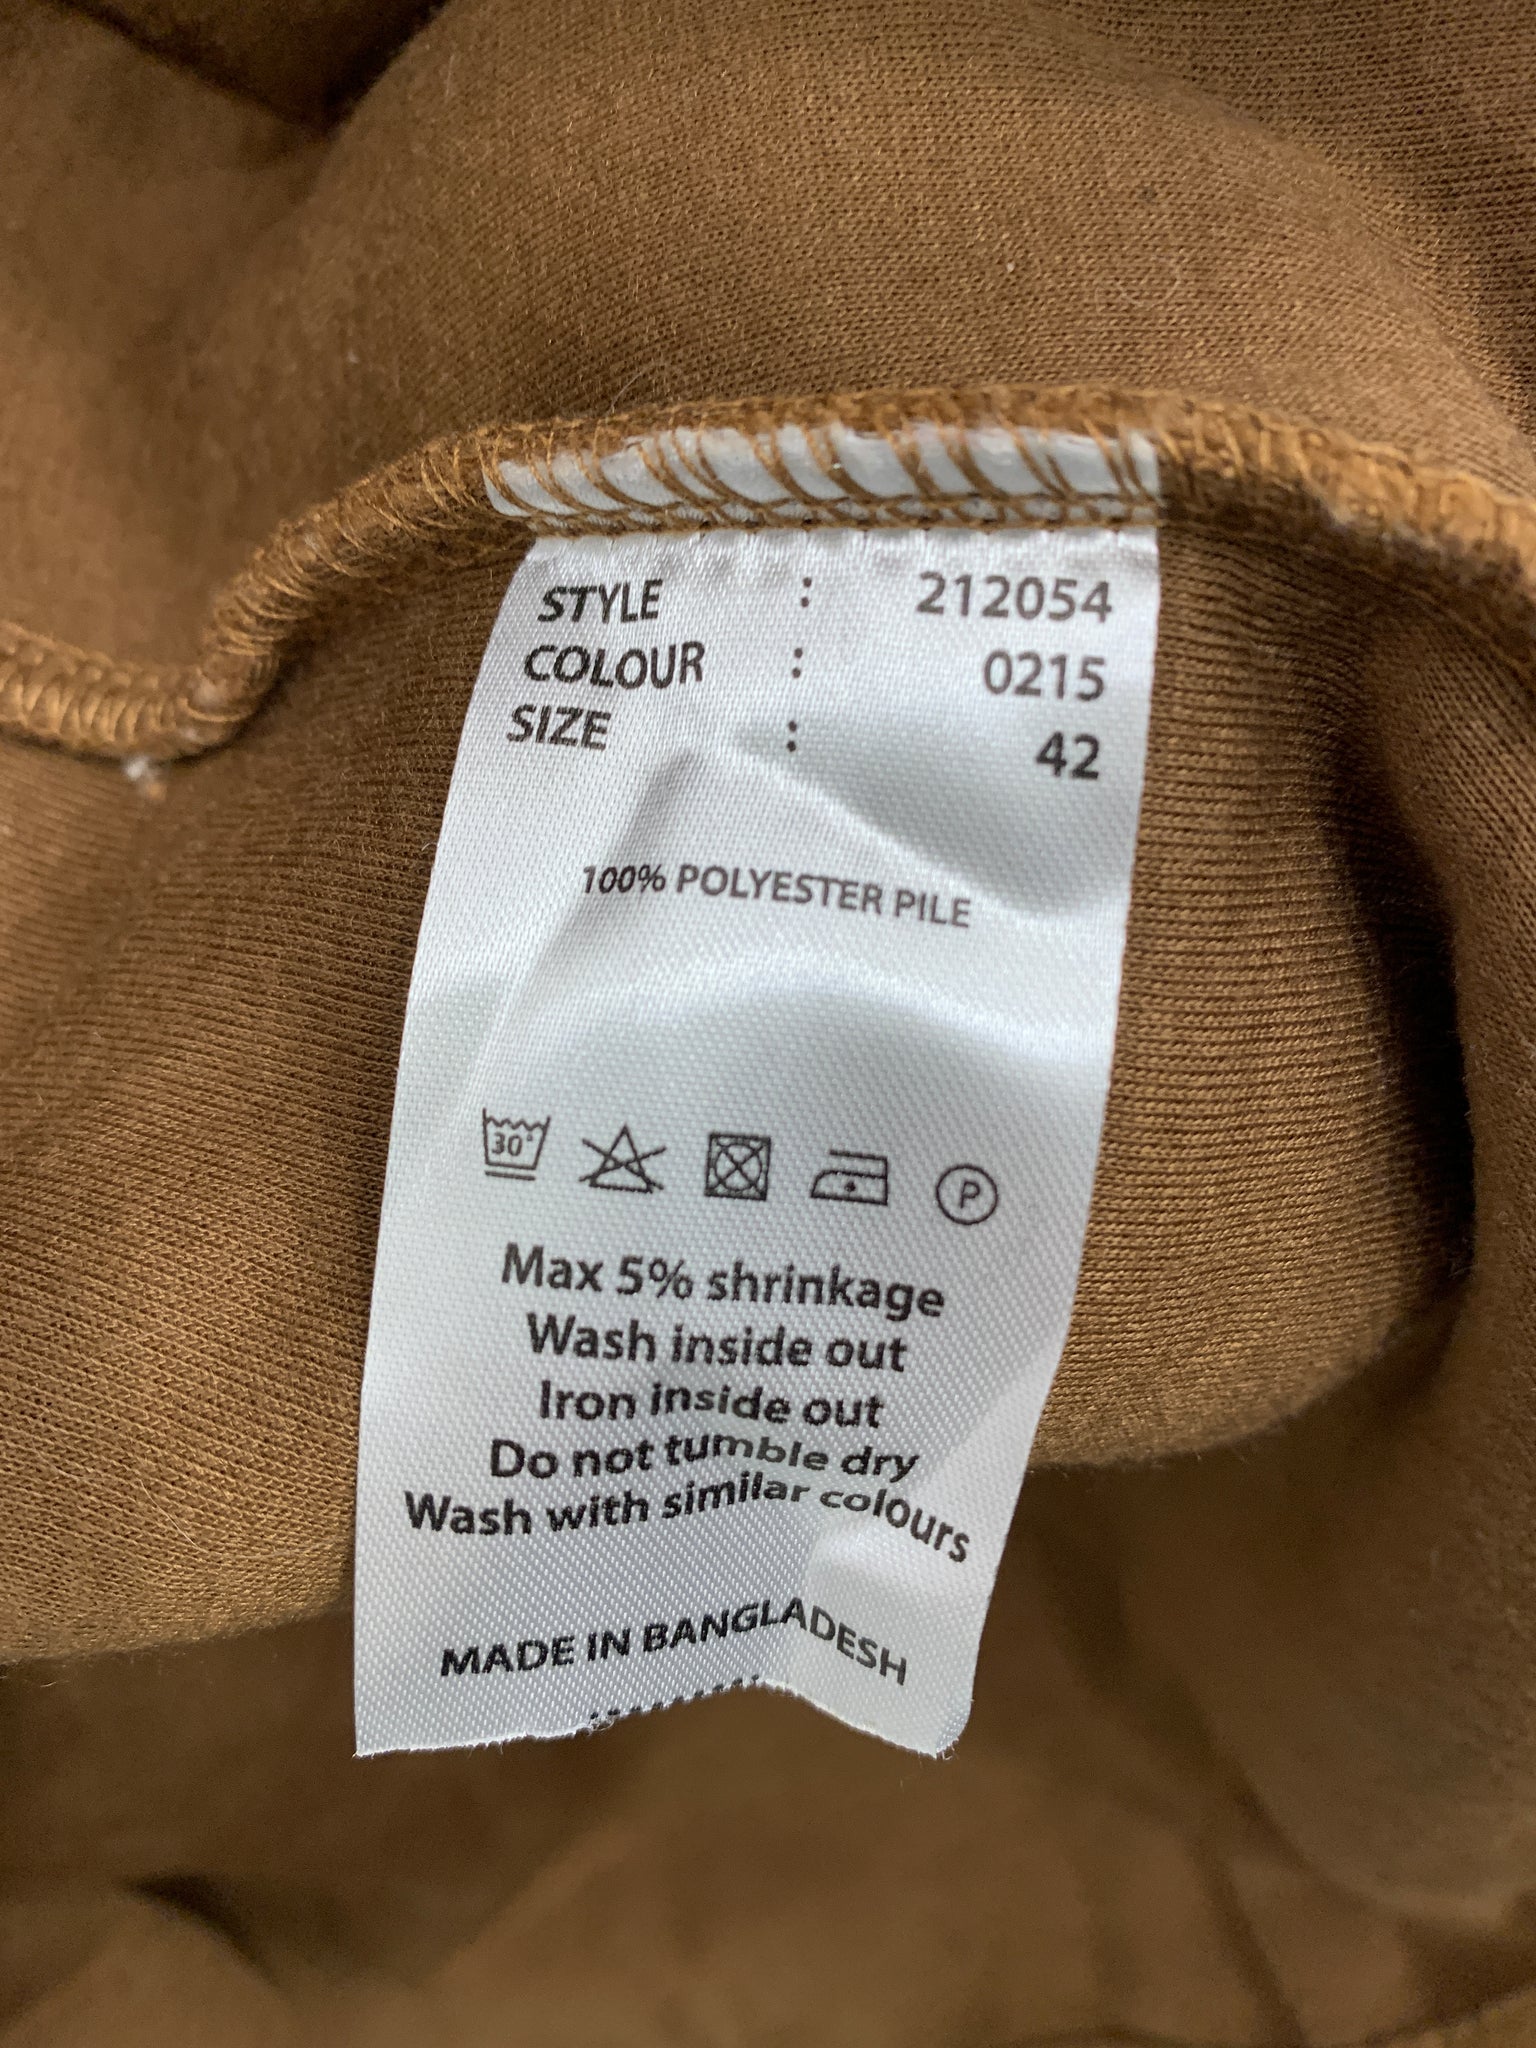 STYLE : 212054
COLOUR : 0215
SIZE : 42
100% POLYESTER PILE
30°
P
Max 5% shrinkage
Wash inside out
Iron inside out
Do not tumble dry
Wash with similar colours
MADE IN BANGLADESH